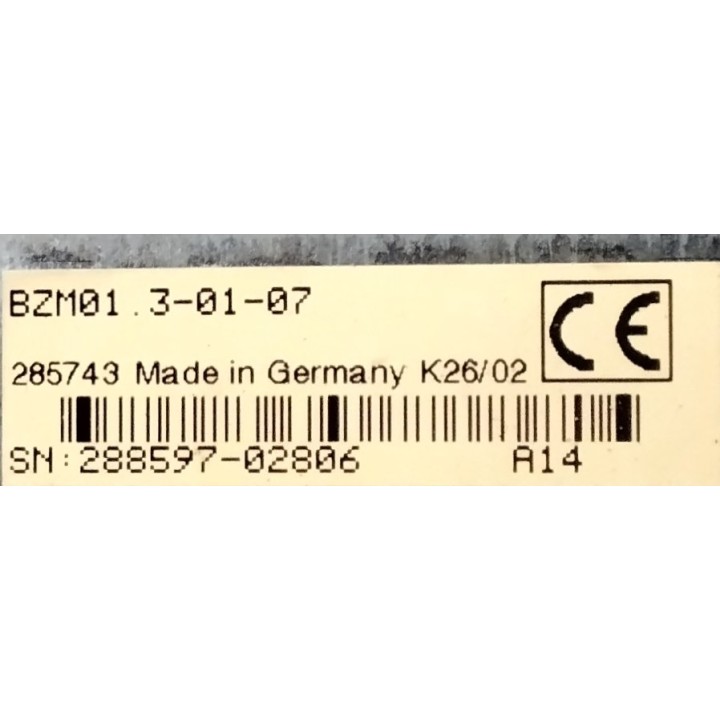 BZM01.3-01-07
CE
285743 Made in Germany K26/02
SN:288597-02806 A14